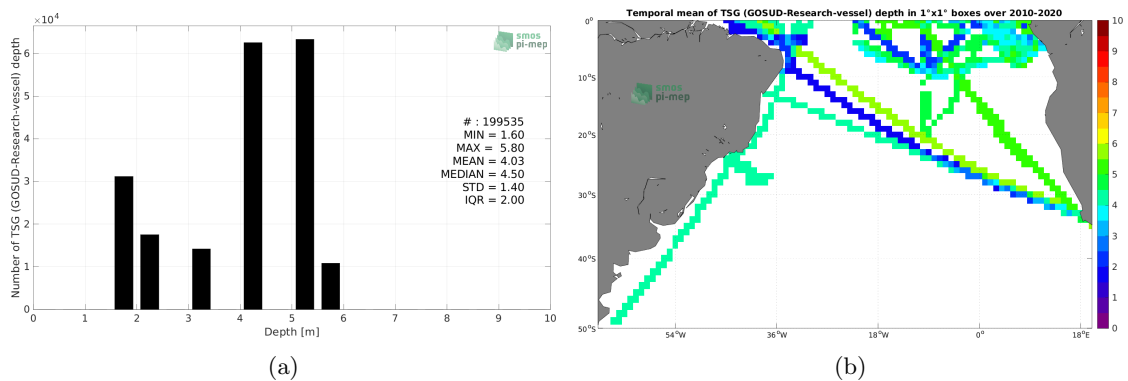 ×10⁴
6
5
4
3
2
1
0
Number of TSG (GOSUD-Research-vessel) depth
smos
pi-mep
# : 199535
MIN = 1.60
MAX = 5.80
MEAN = 4.03
MEDIAN = 4.50
STD = 1.40
IQR = 2.00
0 1 2 3 4 5 6 7 8 9 10
Depth [m]
(a)
Temporal mean of TSG (GOSUD-Research-vessel) depth in 1°x1° boxes over 2010-2020
0°
10°S
20°S
30°S
40°S
50°S
smos
pi-mep
54°W 36°W 18°W 0° 18°E
10
9
8
7
6
5
4
3
2
1
0
(b)